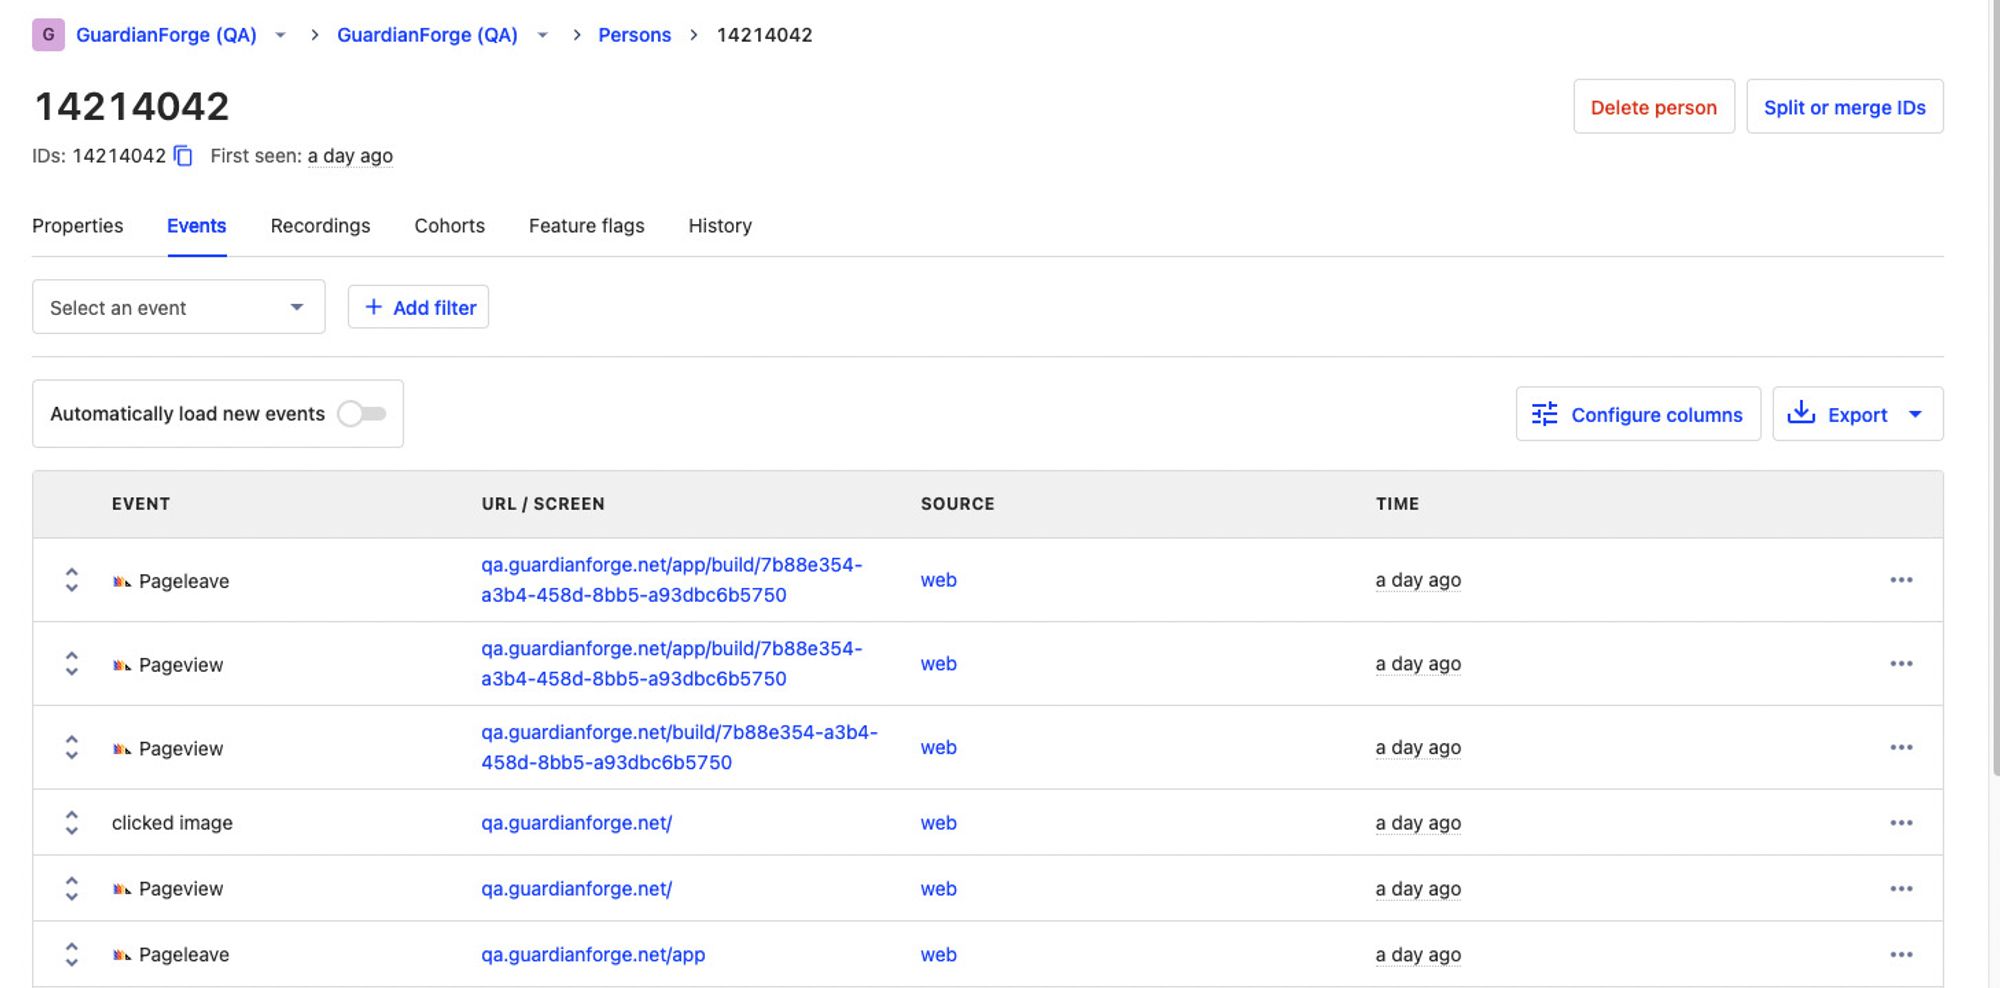 G GuardianForge (QA) GuardianForge (QA) Persons 14214042
14214042
Delete person Split or merge IDs
IDs: 14214042 First seen: a day ago
Properties Events Recordings Cohorts Feature flags History
Select an event + Add filter
Automatically load new events Configure columns Export
EVENT URL / SCREEN SOURCE TIME
Pageleave qa.guardianforge.net/app/build/7b88e354- web a day ago
a3b4-458d-8bb5-a93dbc6b5750
Pageview qa.guardianforge.net/app/build/7b88e354- web a day ago
a3b4-458d-8bb5-a93dbc6b5750
Pageview qa.guardianforge.net/build/7b88e354-a3b4- web a day ago
458d-8bb5-a93dbc6b5750
clicked image qa.guardianforge.net/ web a day ago
Pageview qa.guardianforge.net/ web a day ago
Pageleave qa.guardianforge.net/app web a day ago